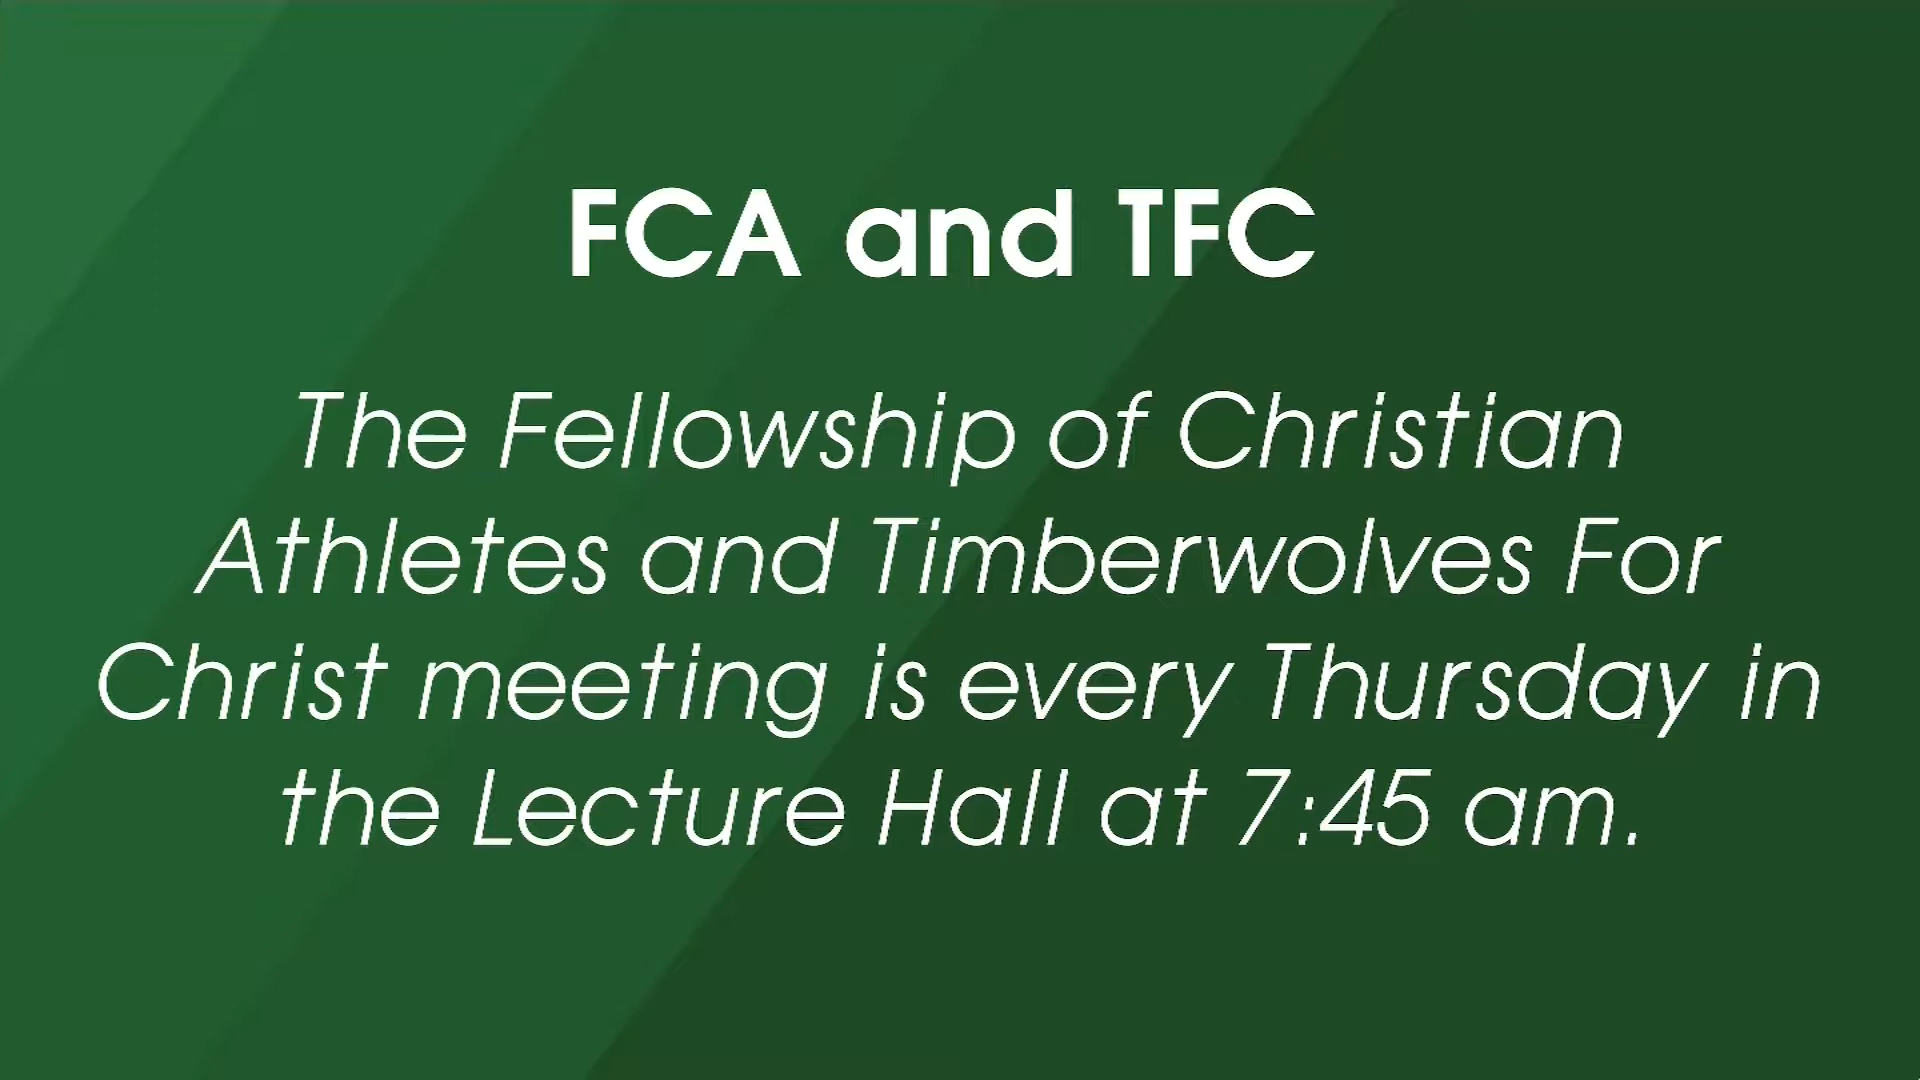 FCA and TFC
The Fellowship of Christian
Athletes and Timberwolves For
Christ meeting is every Thursday in
the Lecture Hall at 7:45 am.